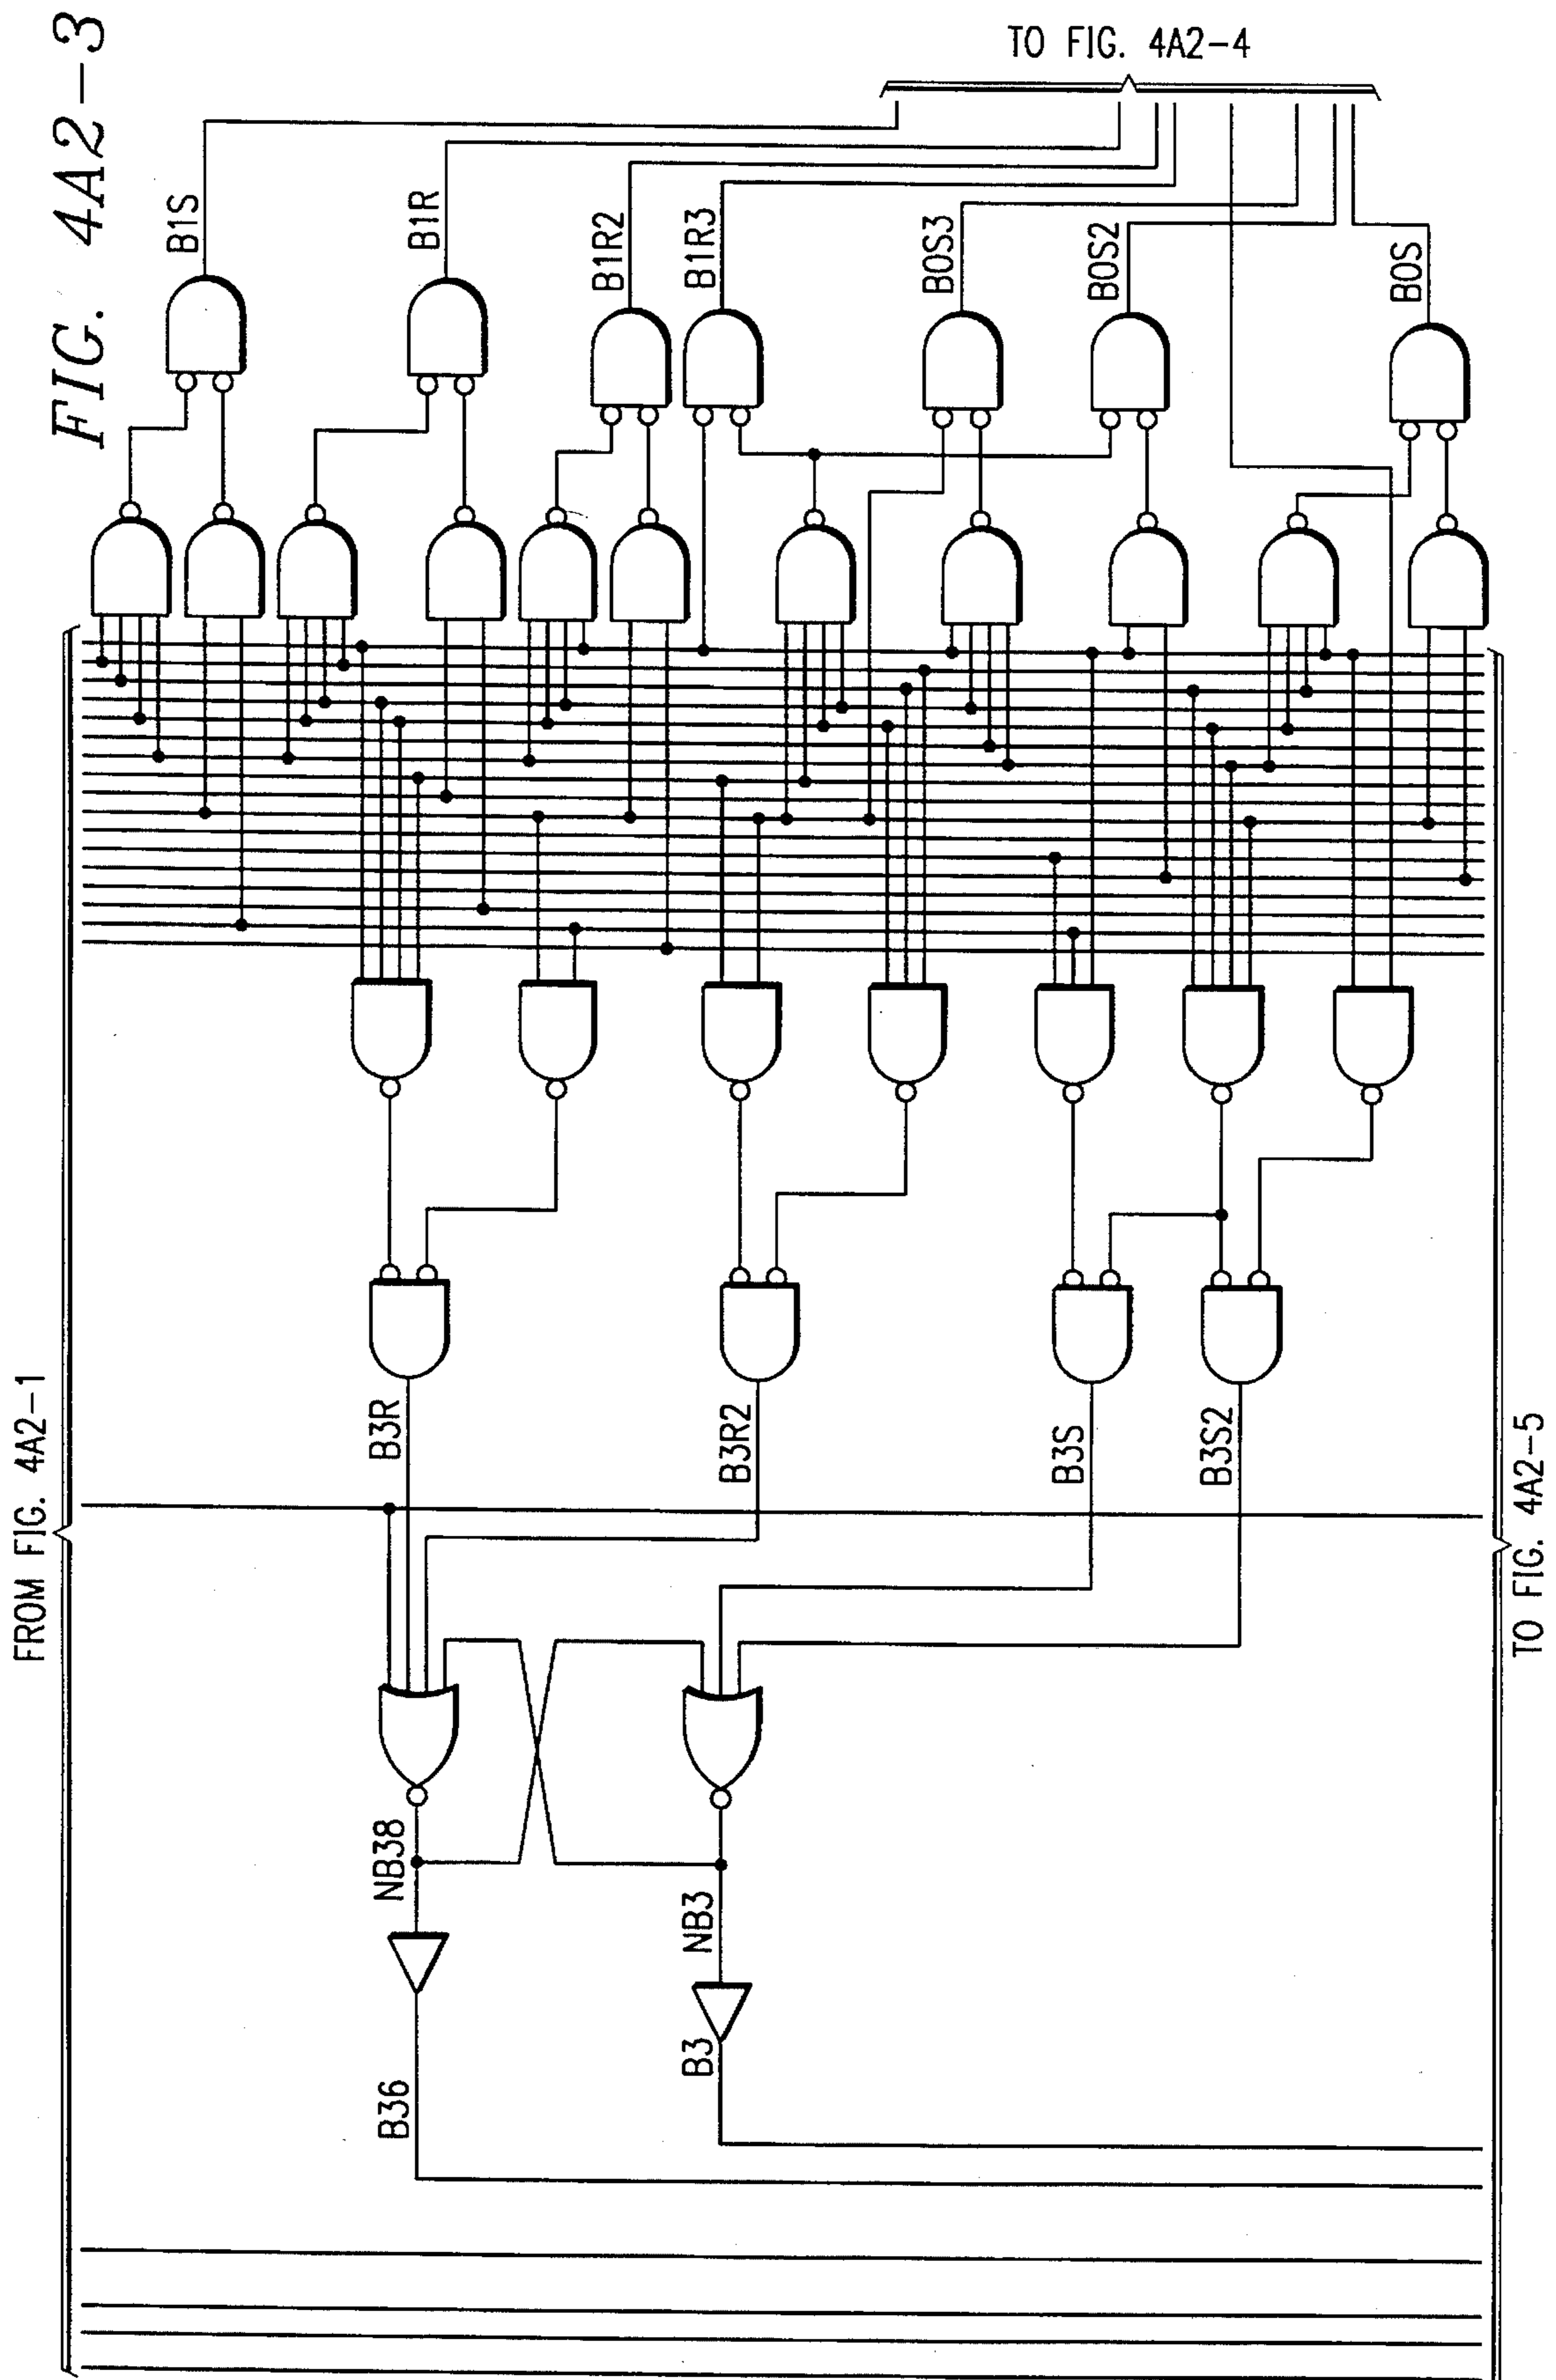 FIG. 4A2-3
TO FIG. 4A2-4
B1S
B1R
B1R2
B1R3
B0S3
B0S2
B0S
FROM FIG. 4A2-1
B3R
B3R2
B3S
B3S2
TO FIG. 4A2-5
NB38
NB3
B36
B3